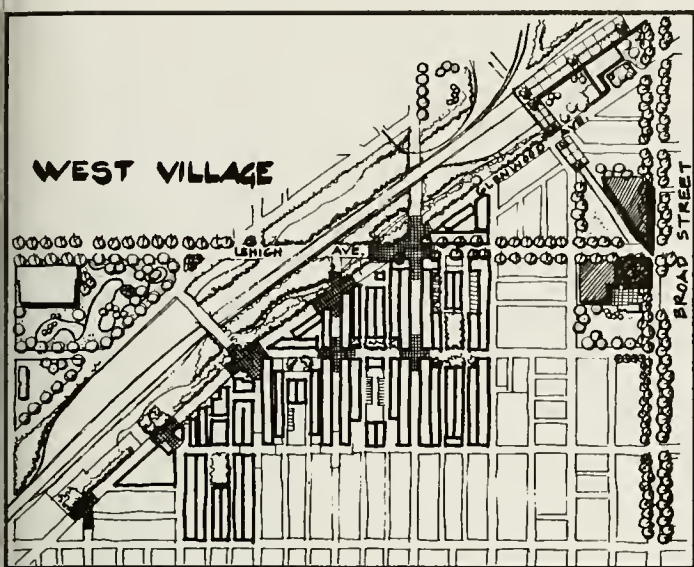 WEST VILLAGE
LEHIGH AVE.
GLENWOOD AVE.
BROAD STREET